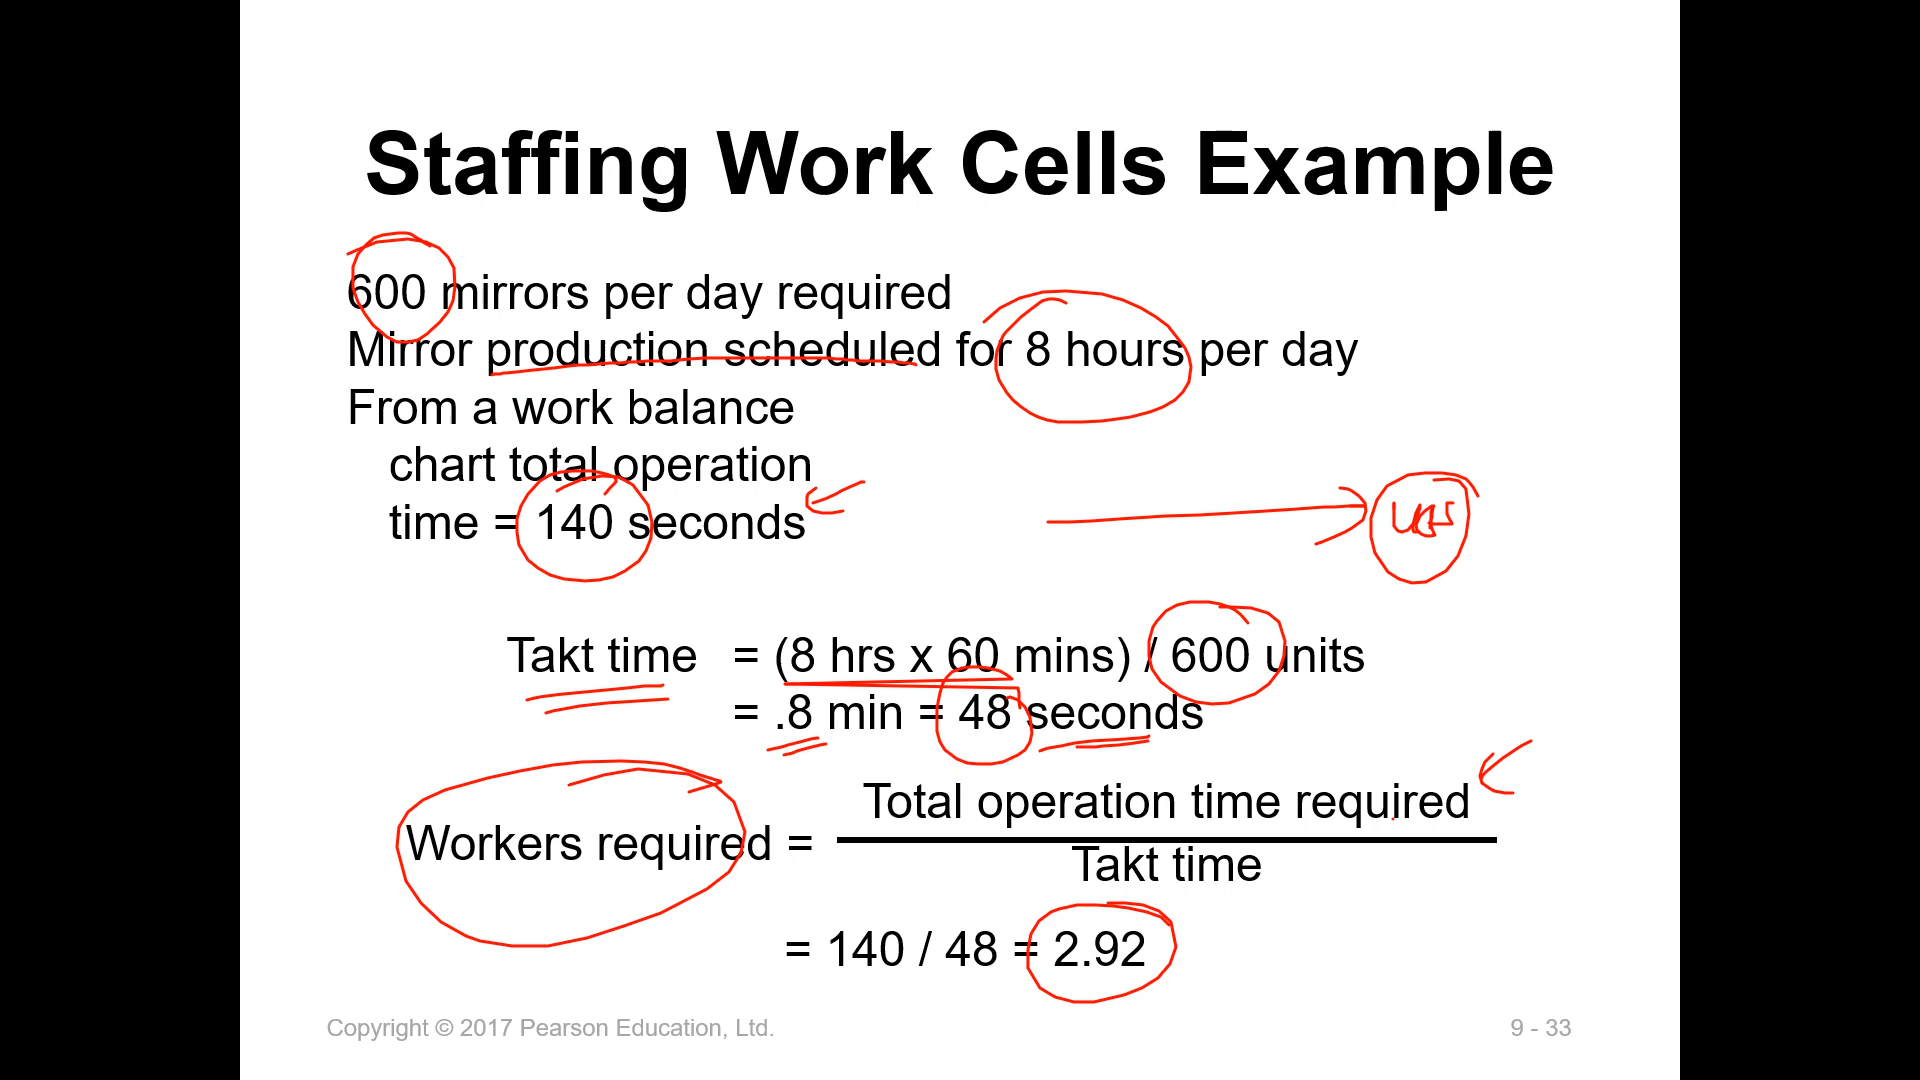 Staffing Work Cells Example
600 mirrors per day required
Mirror production scheduled for 8 hours per day
From a work balance
chart total operation
time = 140 seconds
Takt time = (8 hrs x 60 mins) / 600 units
= .8 min = 48 seconds
Workers required = Total operation time required
Takt time
= 140 / 48 = 2.92
Copyright © 2017 Pearson Education, Ltd. 9 - 33